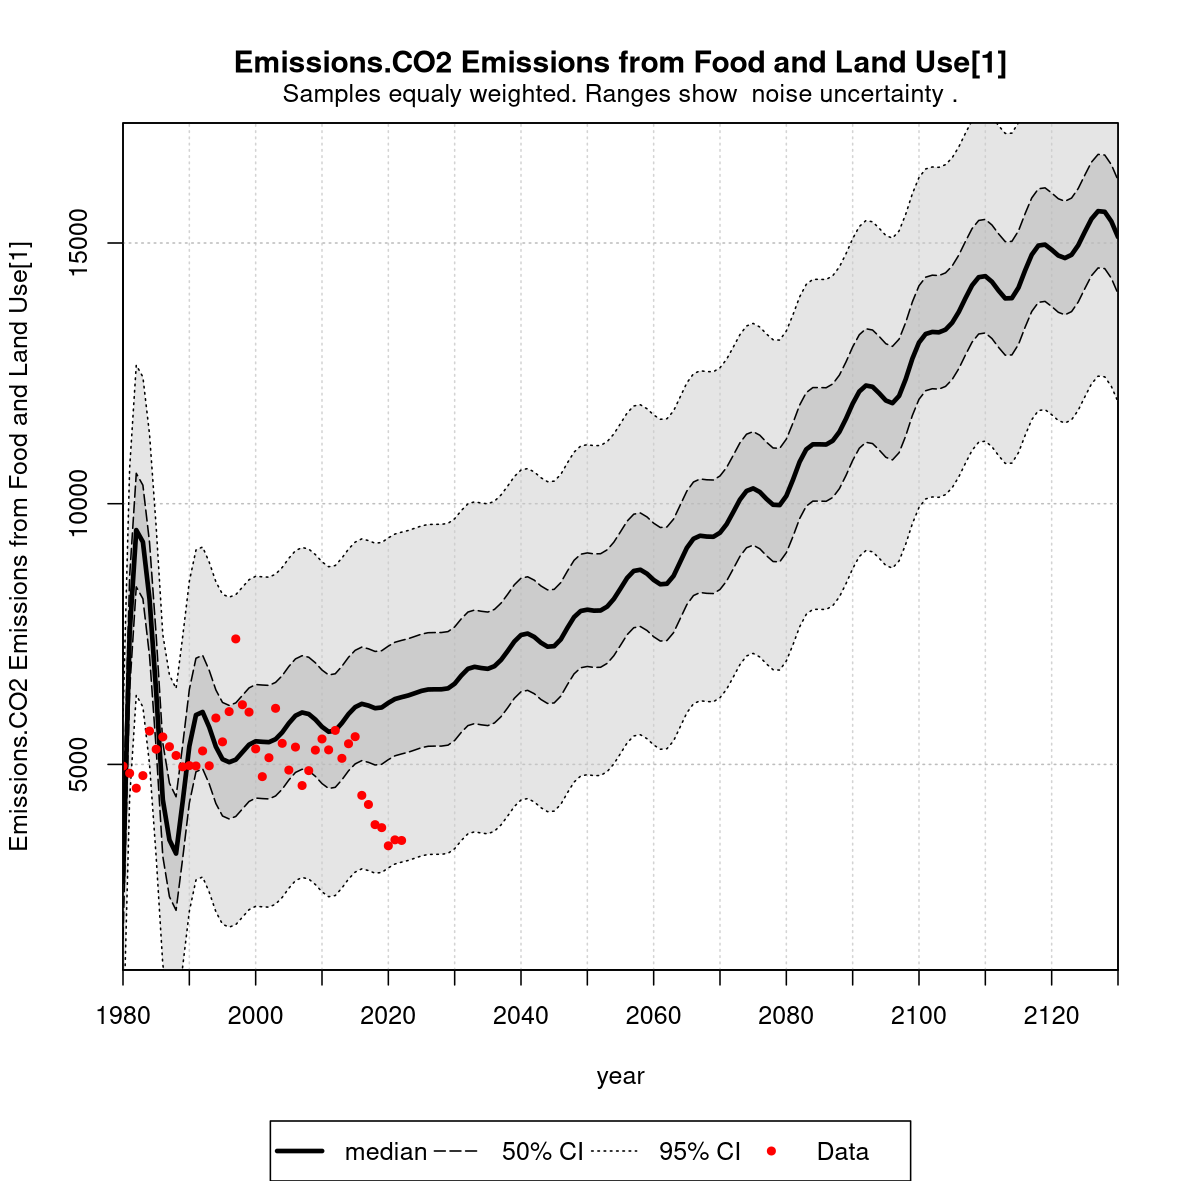 Emissions.CO2 Emissions from Food and Land Use[1]
Samples equaly weighted. Ranges show  noise uncertainty .
Emissions.CO2 Emissions from Food and Land Use[1]
15000
10000
5000
1980 2000 2020 2040 2060 2080 2100 2120
year
median 50% CI 95% CI Data